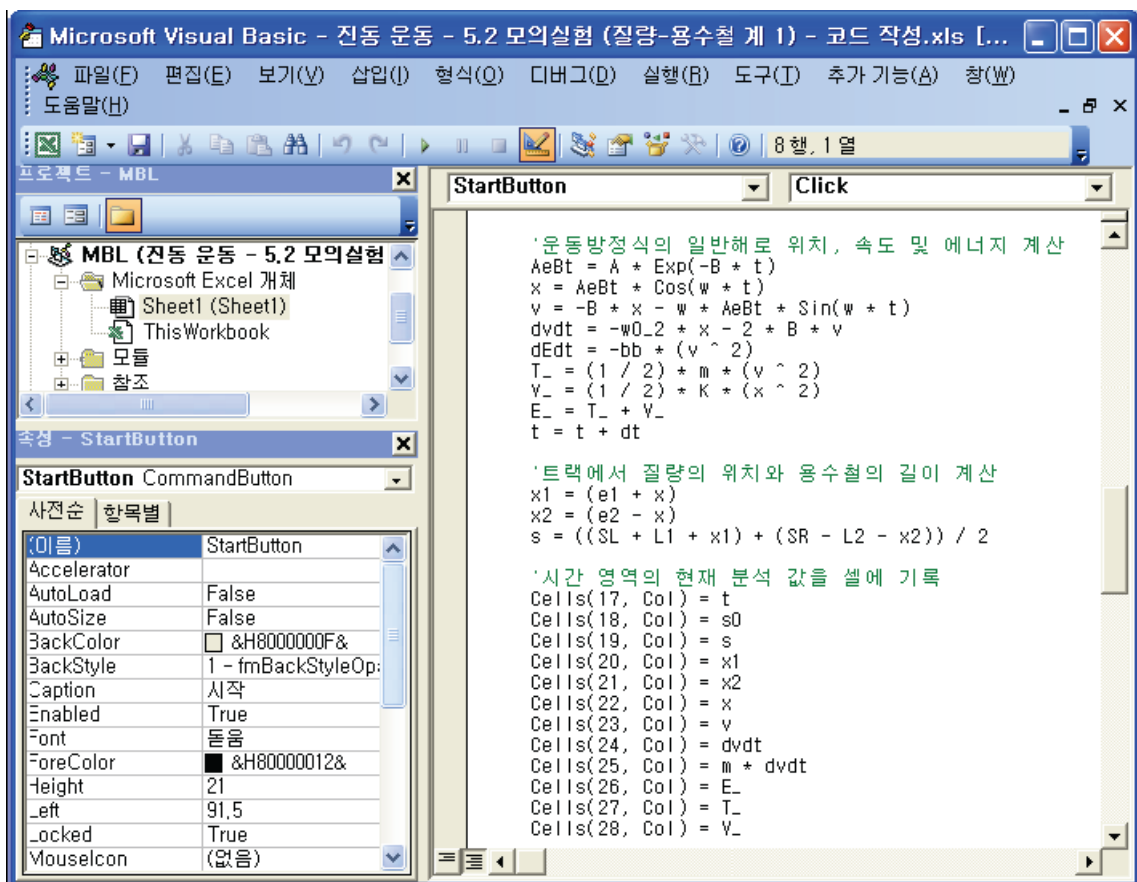 Microsoft Visual Basic - 진동 운동 - 5.2 모의실험 (질량-용수철 계 1) - 코드 작성.xls [...
파일(F) 편집(E) 보기(V) 삽입(I) 형식(O) 디버그(D) 실행(R) 도구(T) 추가 기능(A) 창(W)
도움말(H)
8 행, 1 열
프로젝트 - MBL
MBL (진동 운동 - 5.2 모의실험
Microsoft Excel 개체
Sheet1 (Sheet1)
ThisWorkbook
모듈
참조
속성 - StartButton
StartButton CommandButton
사전순 항목별
(이름) StartButton
Accelerator
AutoLoad False
AutoSize False
BackColor &H8000000F&
BackStyle 1 - fmBackStyleOpa
Caption 시작
Enabled True
Font 돋움
ForeColor &H80000012&
Height 21
Left 91,5
Locked True
MouseIcon (없음)
StartButton Click
'운동방정식의 일반해로 위치, 속도 및 에너지 계산
AeBt = A * Exp(-B * t)
x = AeBt * Cos(w * t)
v = -B * x - w * AeBt * Sin(w * t)
dvdt = -w0_2 * x - 2 * B * v
dEdt = -bb * (v ^ 2)
T_ = (1 / 2) * m * (v ^ 2)
V_ = (1 / 2) * K * (x ^ 2)
E_ = T_ + V_
t = t + dt
'트랙에서 질량의 위치와 용수철의 길이 계산
x1 = (e1 + x)
x2 = (e2 - x)
s = ((SL + L1 + x1) + (SR - L2 - x2)) / 2
'시간 영역의 현재 분석 값을 셀에 기록
Cells(17, Col) = t
Cells(18, Col) = s0
Cells(19, Col) = s
Cells(20, Col) = x1
Cells(21, Col) = x2
Cells(22, Col) = x
Cells(23, Col) = v
Cells(24, Col) = dvdt
Cells(25, Col) = m * dvdt
Cells(26, Col) = E_
Cells(27, Col) = T_
Cells(28, Col) = V_